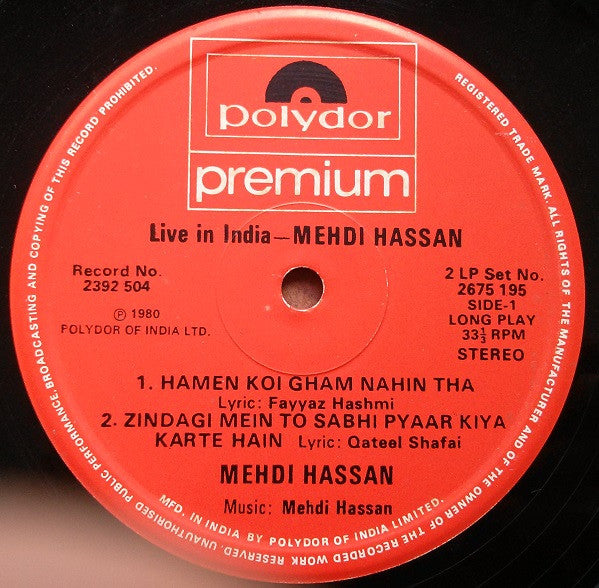 polydor
premium
Live in India—MEHDI HASSAN
Record No.
2392 504
℗ 1980
POLYDOR OF INDIA LTD.
2 LP Set No.
2675 195
SIDE-1
LONG PLAY
33⅓ RPM
STEREO
1. HAMEN KOI GHAM NAHIN THA
Lyric: Fayyaz Hashmi
2. ZINDAGI MEIN TO SABHI PYAAR KIYA
KARTE HAIN Lyric: Qateel Shafai
MEHDI HASSAN
Music: Mehdi Hassan
MFD. IN INDIA BY POLYDOR OF INDIA LIMITED.
REGISTERED TRADE MARK. ALL RIGHTS OF THE MANUFACTURER AND OF THE OWNER OF THE RECORDED WORK RESERVED. UNAUTHORISED PUBLIC PERFORMANCE, BROADCASTING AND COPYING OF THIS RECORD PROHIBITED.